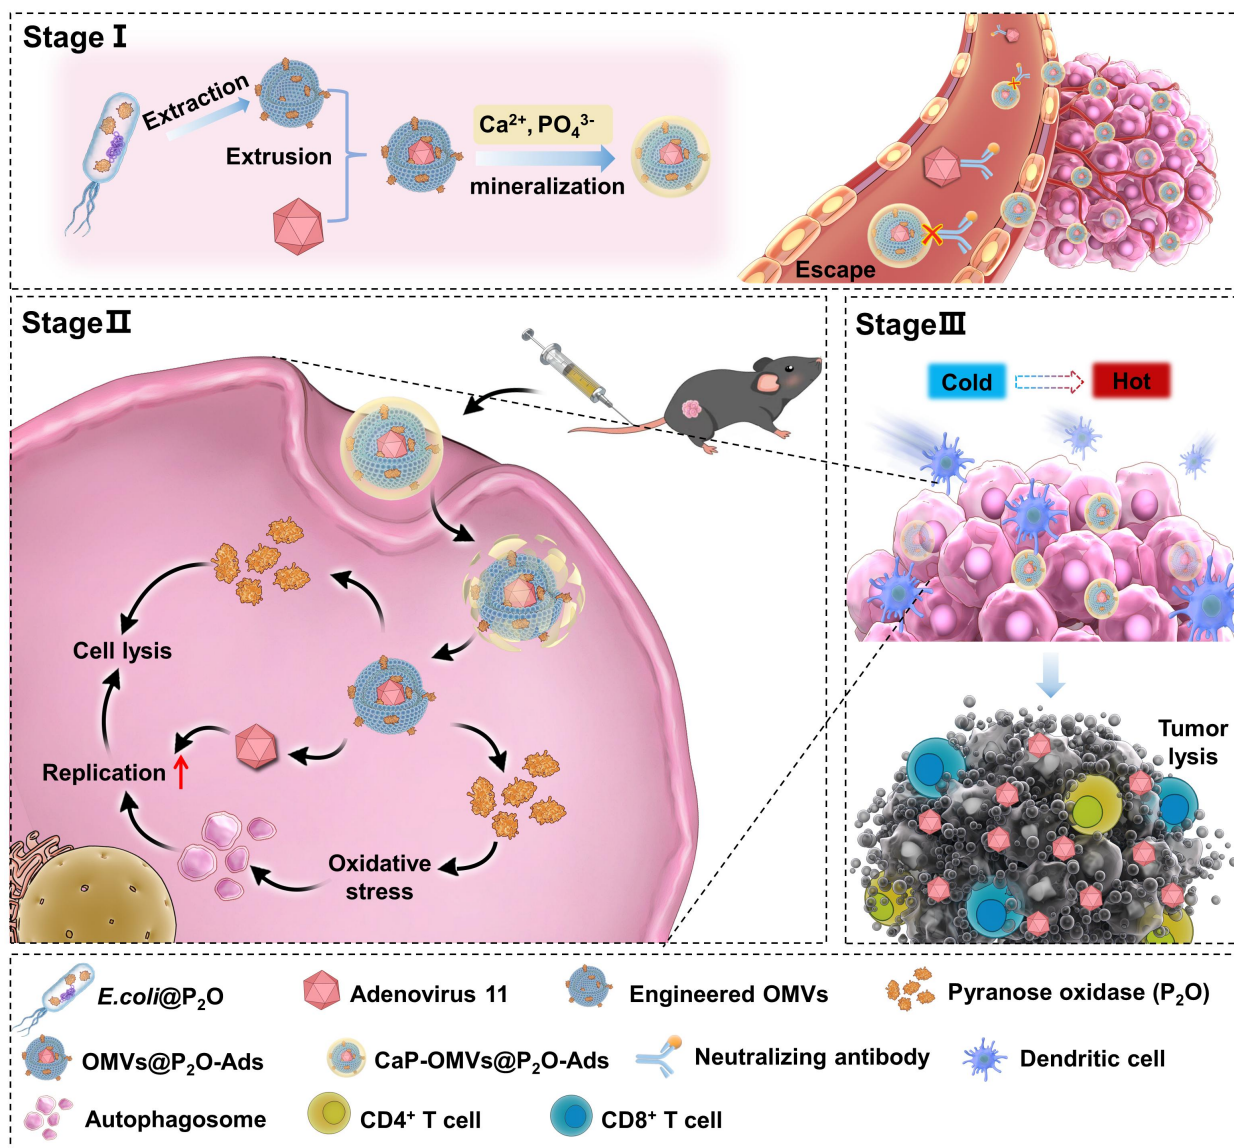 Stage I
Extraction
Extrusion
Ca²⁺, PO₄³⁻
mineralization
Escape
Stage II
Cell lysis
Replication
Oxidative
stress
Stage III
Cold
Hot
Tumor
lysis
E.coli@P₂O
Adenovirus 11
Engineered OMVs
Pyranose oxidase (P₂O)
OMVs@P₂O-Ads
CaP-OMVs@P₂O-Ads
Neutralizing antibody
Dendritic cell
Autophagosome
CD4⁺ T cell
CD8⁺ T cell